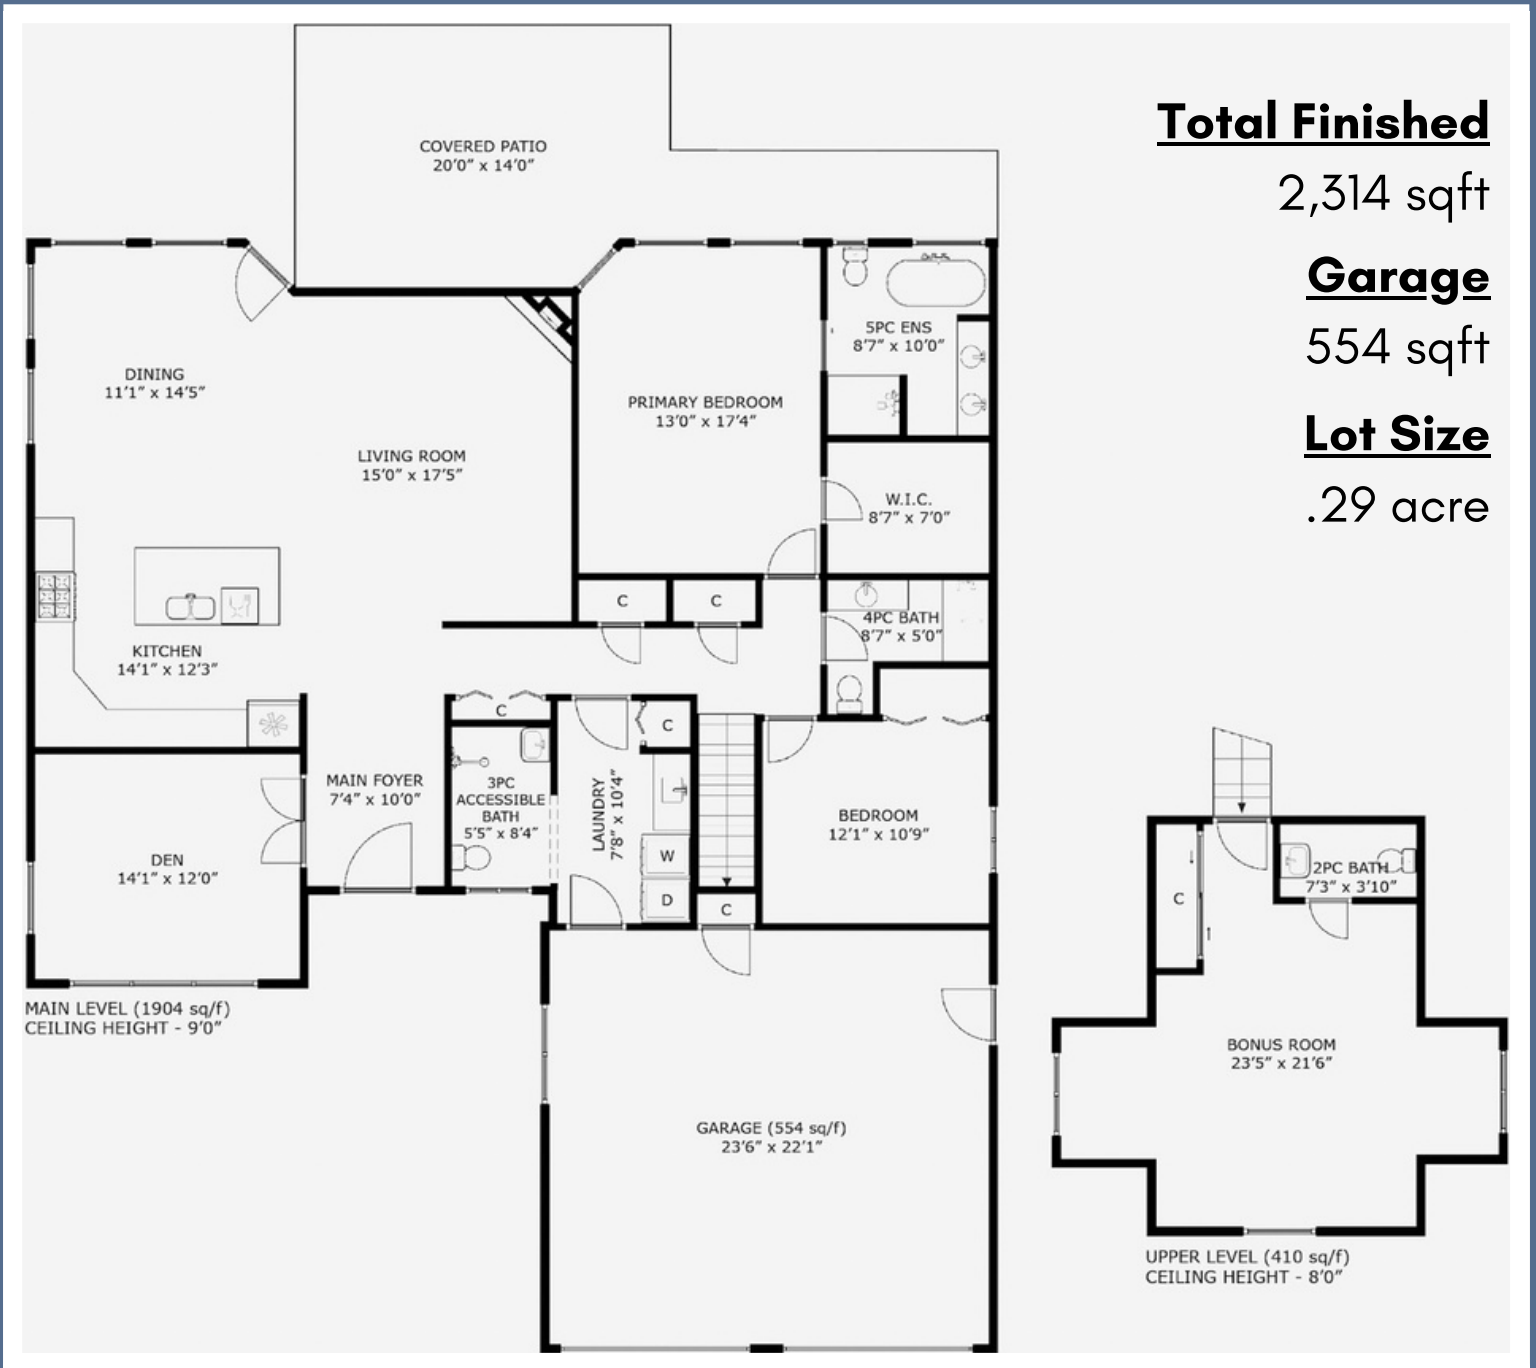 Total Finished
2,314 sqft
Garage
554 sqft
Lot Size
.29 acre
COVERED PATIO
20'0" x 14'0"
DINING
11'1" x 14'5"
LIVING ROOM
15'0" x 17'5"
PRIMARY BEDROOM
13'0" x 17'4"
5PC ENS
8'7" x 10'0"
W.I.C.
8'7" x 7'0"
C
C
4PC BATH
8'7" x 5'0"
KITCHEN
14'1" x 12'3"
C
C
MAIN FOYER
7'4" x 10'0"
3PC
ACCESSIBLE
BATH
5'5" x 8'4"
LAUNDRY
7'8" x 10'4"
W
D
C
BEDROOM
12'1" x 10'9"
DEN
14'1" x 12'0"
MAIN LEVEL (1904 sq/f)
CEILING HEIGHT - 9'0"
GARAGE (554 sq/f)
23'6" x 22'1"
2PC BATH
7'3" x 3'10"
C
BONUS ROOM
23'5" x 21'6"
UPPER LEVEL (410 sq/f)
CEILING HEIGHT - 8'0"